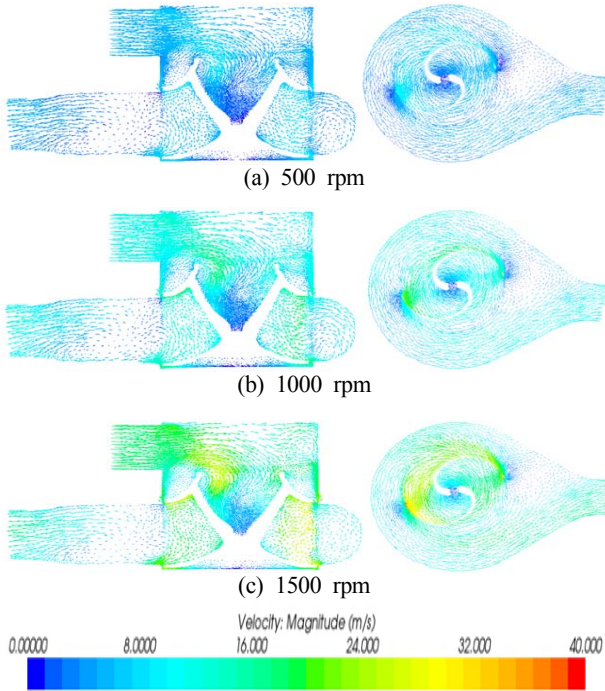 (a) 500 rpm
(b) 1000 rpm
(c) 1500 rpm
Velocity: Magnitude (m/s)
0.00000 8.0000 16.000 24.000 32.000 40.000